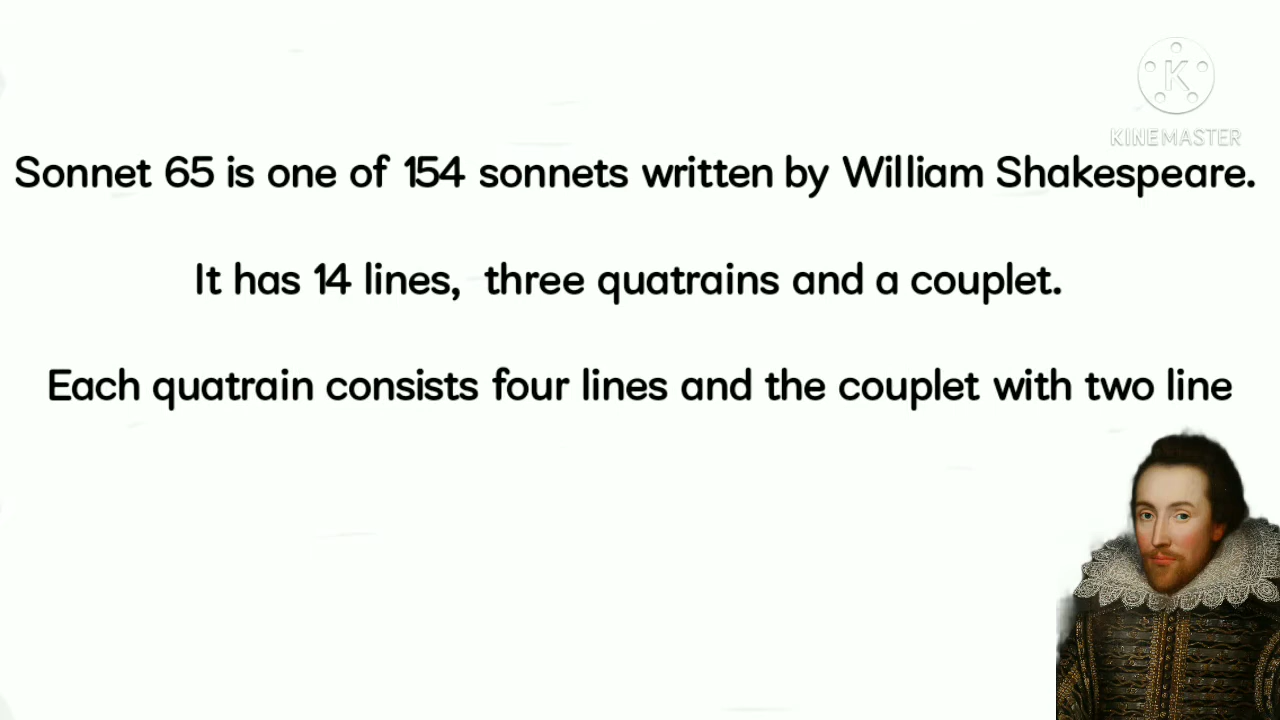 KINEMASTER
Sonnet 65 is one of 154 sonnets written by William Shakespeare.
It has 14 lines, three quatrains and a couplet.
Each quatrain consists four lines and the couplet with two line